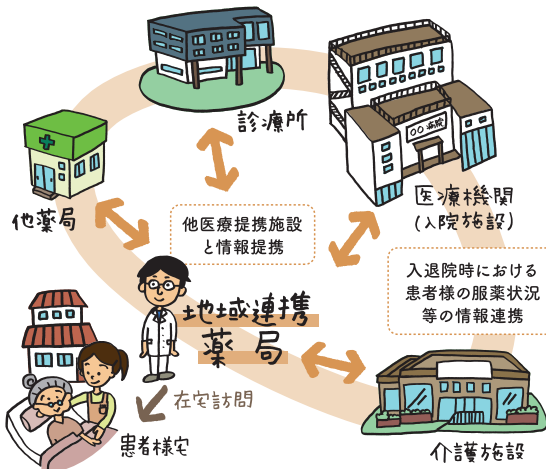 診療所
〇〇病院
医療機関
(入院施設)
他薬局
他医療提携施設
と情報提携
入退院時における
患者様の服薬状況
等の情報連携
地域連携
薬局
在宅訪問
患者様宅
介護施設